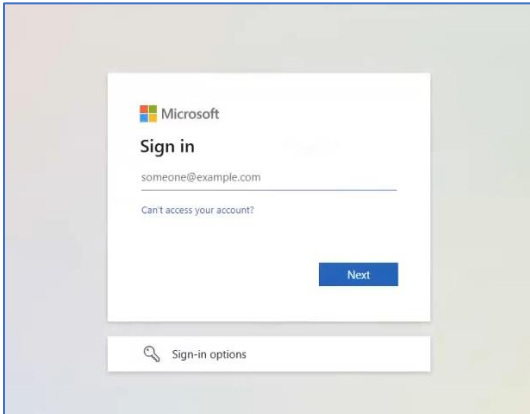 Microsoft
Sign in
someone@example.com
Can't access your account?
Next
Sign-in options